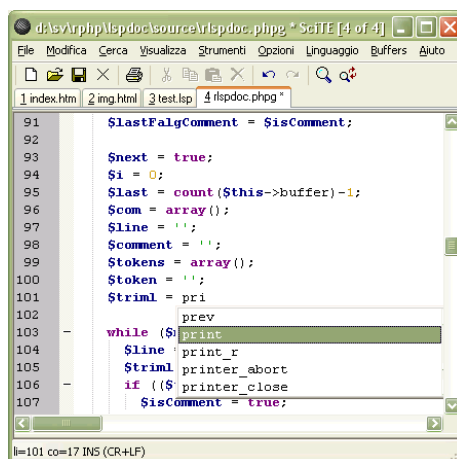 d:\sv\rphp\lspdoc\source\rlspdoc.phpg * SciTE [4 of 4]
File Modifica Cerca Visualizza Strumenti Opzioni Linguaggio Buffers Aiuto
1 index.htm 2 img.html 3 test.lsp 4 rlspdoc.phpg *
91 $lastFalgComment = $isComment;
92
93 $next = true;
94 $i = 0;
95 $last = count($this->buffer)-1;
96 $com = array();
97 $line = '';
98 $comment = '';
99 $tokens = array();
100 $token = '';
101 $triml = pri
102 prev
103 - while ($ print
104 $line print_r
105 $triml printer_abort
106 - if (($ printer_close
107 $isComment = true;
li=101 co=17 INS (CR+LF)